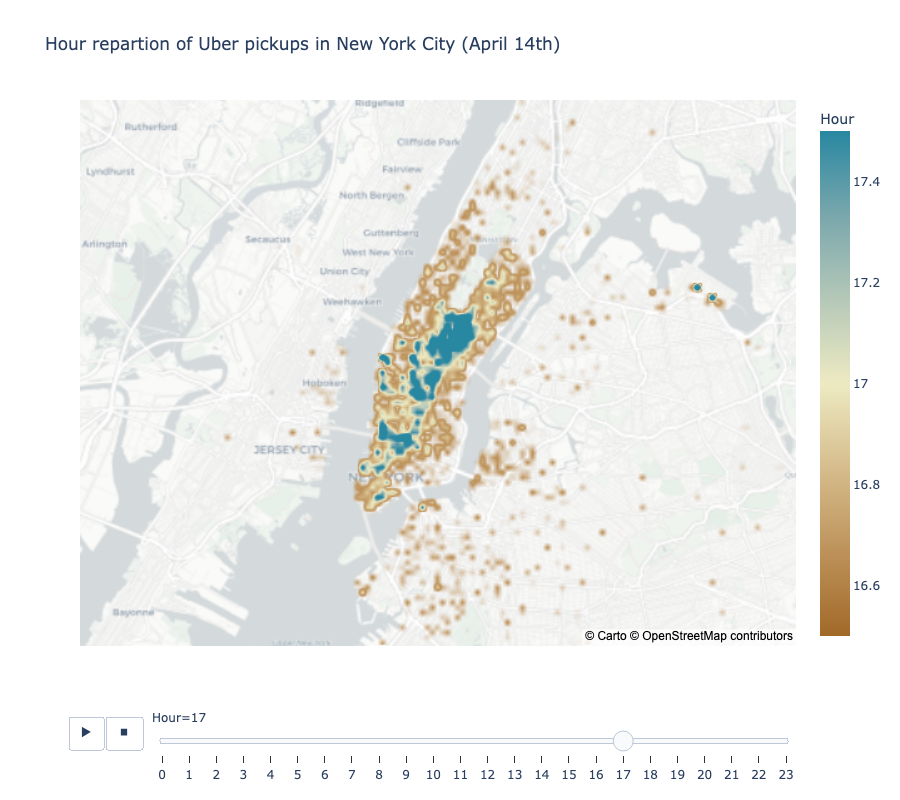 Hour repartion of Uber pickups in New York City (April 14th)
Ridgefield
Rutherford
Cliffside Park
Lyndhurst
Fairview
North Bergen
Guttenberg
Arlington
Secaucus
West New York
Union City
Weehawken
Hoboken
JERSEY CITY
NEW YORK
Bayonne
© Carto © OpenStreetMap contributors
Hour
17.4
17.2
17
16.8
16.6
Hour=17
0 1 2 3 4 5 6 7 8 9 10 11 12 13 14 15 16 17 18 19 20 21 22 23